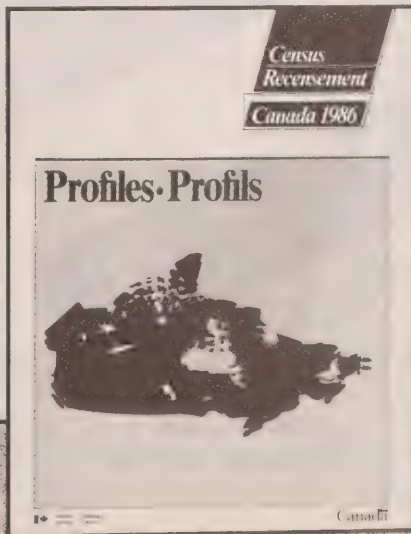 Census
Recensement
Canada 1986
Profiles • Profils
Canada